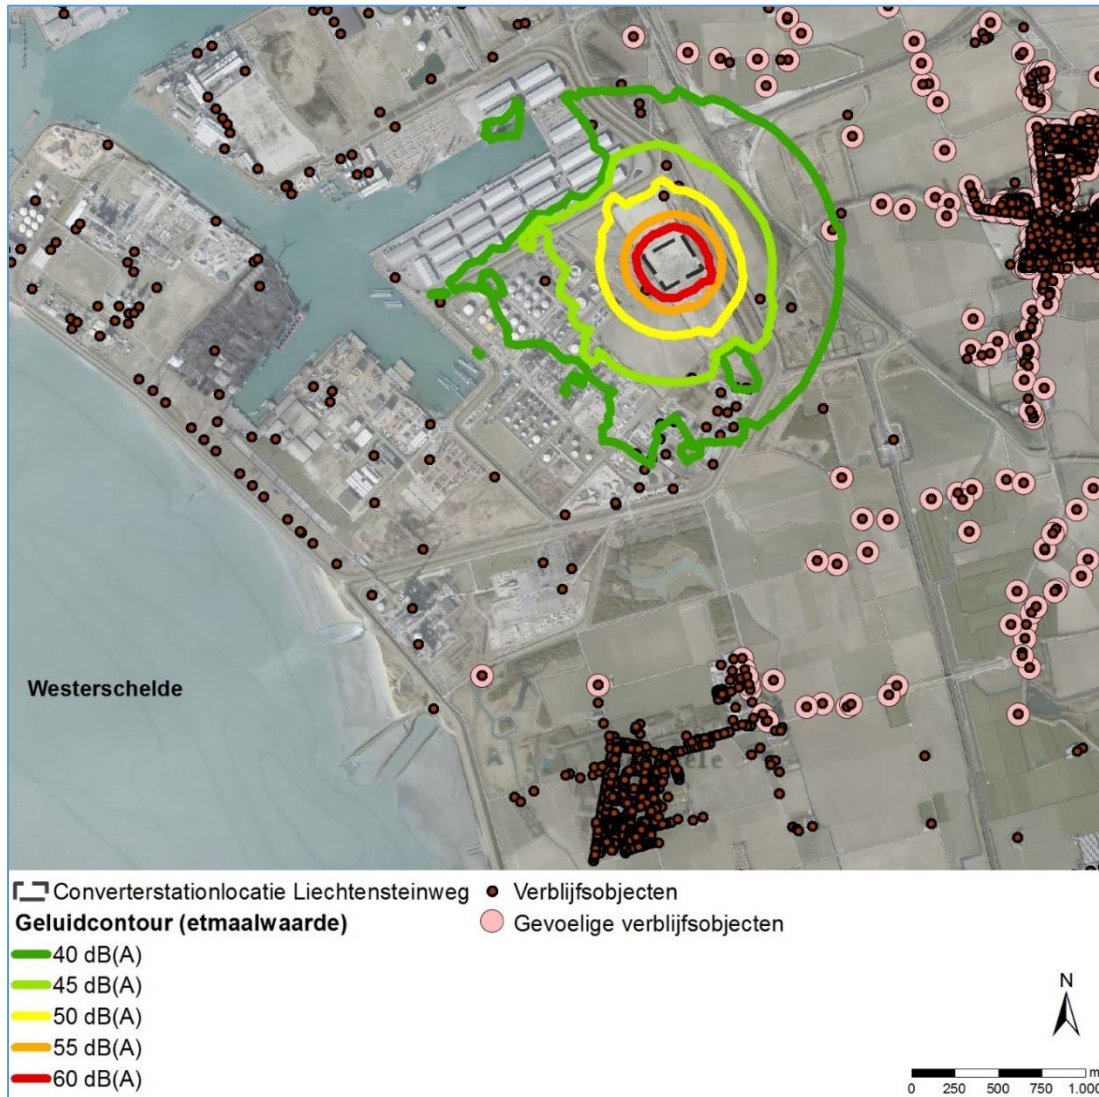 Westerschelde
Converterstationlocatie Liechtensteinweg
Verblijfsobjecten
Geluidcontour (etmaalwaarde)
Gevoelige verblijfsobjecten
40 dB(A)
45 dB(A)
50 dB(A)
55 dB(A)
60 dB(A)
N
m
0 250 500 750 1.000